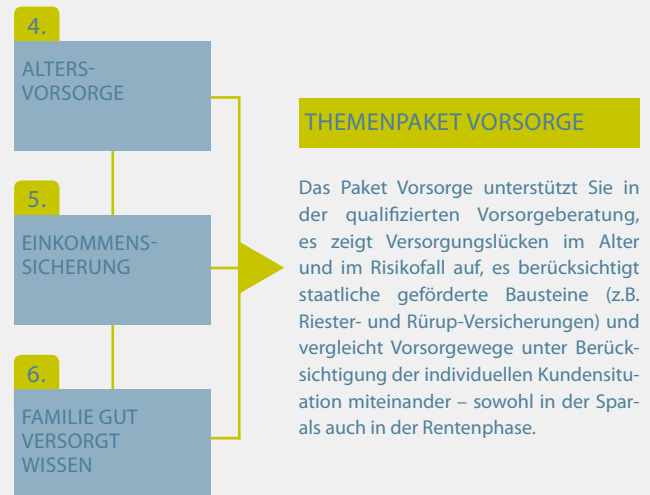 4.
ALTERS-
VORSORGE
5.
EINKOMMENS-
SICHERUNG
6.
FAMILIE GUT
VERSORGT
WISSEN
THEMENPAKET VORSORGE
Das Paket Vorsorge unterstützt Sie in
der qualifizierten Vorsorgeberatung,
es zeigt Versorgungslücken im Alter
und im Risikofall auf, es berücksichtigt
staatliche geförderte Bausteine (z.B.
Riester- und Rürup-Versicherungen) und
vergleicht Vorsorgewege unter Berück-
sichtigung der individuellen Kundensitu-
ation miteinander – sowohl in der Spar-
als auch in der Rentenphase.